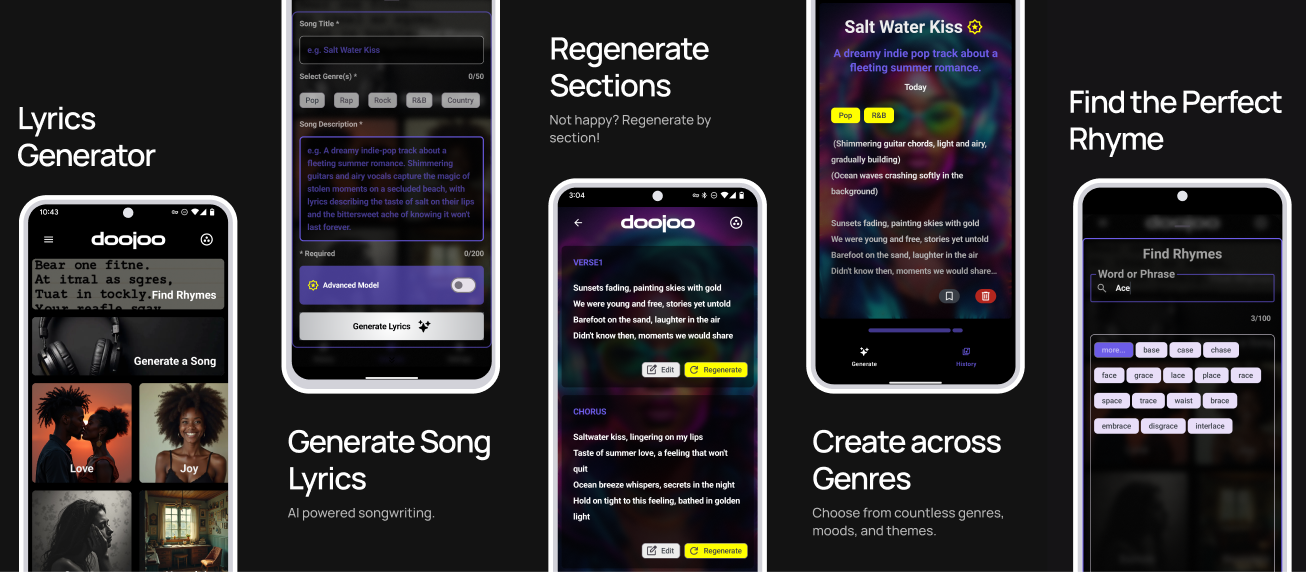 Lyrics
Generator
10:43
doojoo
Bear one fitne.
At itmal as sgres,
Tuat in tockly.
Find Rhymes
Generate a Song
Love
Joy
Song Title *
e.g. Salt Water Kiss
Select Genre(s) *
0/50
Pop
Rap
Rock
R&B
Country
Song Description *
e.g. A dreamy indie-pop track about a
fleeting summer romance. Shimmering
guitars and airy vocals capture the magic of
stolen moments on a secluded beach, with
lyrics describing the taste of salt on their lips
and the bittersweet ache of knowing it won't
last forever.
* Required
0/200
Advanced Model
Generate Lyrics
Generate Song
Lyrics
AI powered songwriting.
Regenerate
Sections
Not happy? Regenerate by
section!
3:04
doojoo
VERSE1
Sunsets fading, painting skies with gold
We were young and free, stories yet untold
Barefoot on the sand, laughter in the air
Didn't know then, moments we would share
Edit
Regenerate
CHORUS
Saltwater kiss, lingering on my lips
Taste of summer love, a feeling that won't
quit
Ocean breeze whispers, secrets in the night
Hold on tight to this feeling, bathed in golden
light
Edit
Regenerate
Salt Water Kiss
A dreamy indie pop track about a
fleeting summer romance.
Today
Pop
R&B
(Shimmering guitar chords, light and airy,
gradually building)
(Ocean waves crashing softly in the
background)
Sunsets fading, painting skies with gold
We were young and free, stories yet untold
Barefoot on the sand, laughter in the air
Didn't know then, moments we would share...
Generate
History
Create across
Genres
Choose from countless genres,
moods, and themes.
Find the Perfect
Rhyme
Find Rhymes
Word or Phrase
Ace
3/100
more...
base
case
chase
face
grace
lace
place
race
space
trace
waist
brace
embrace
disgrace
interlace